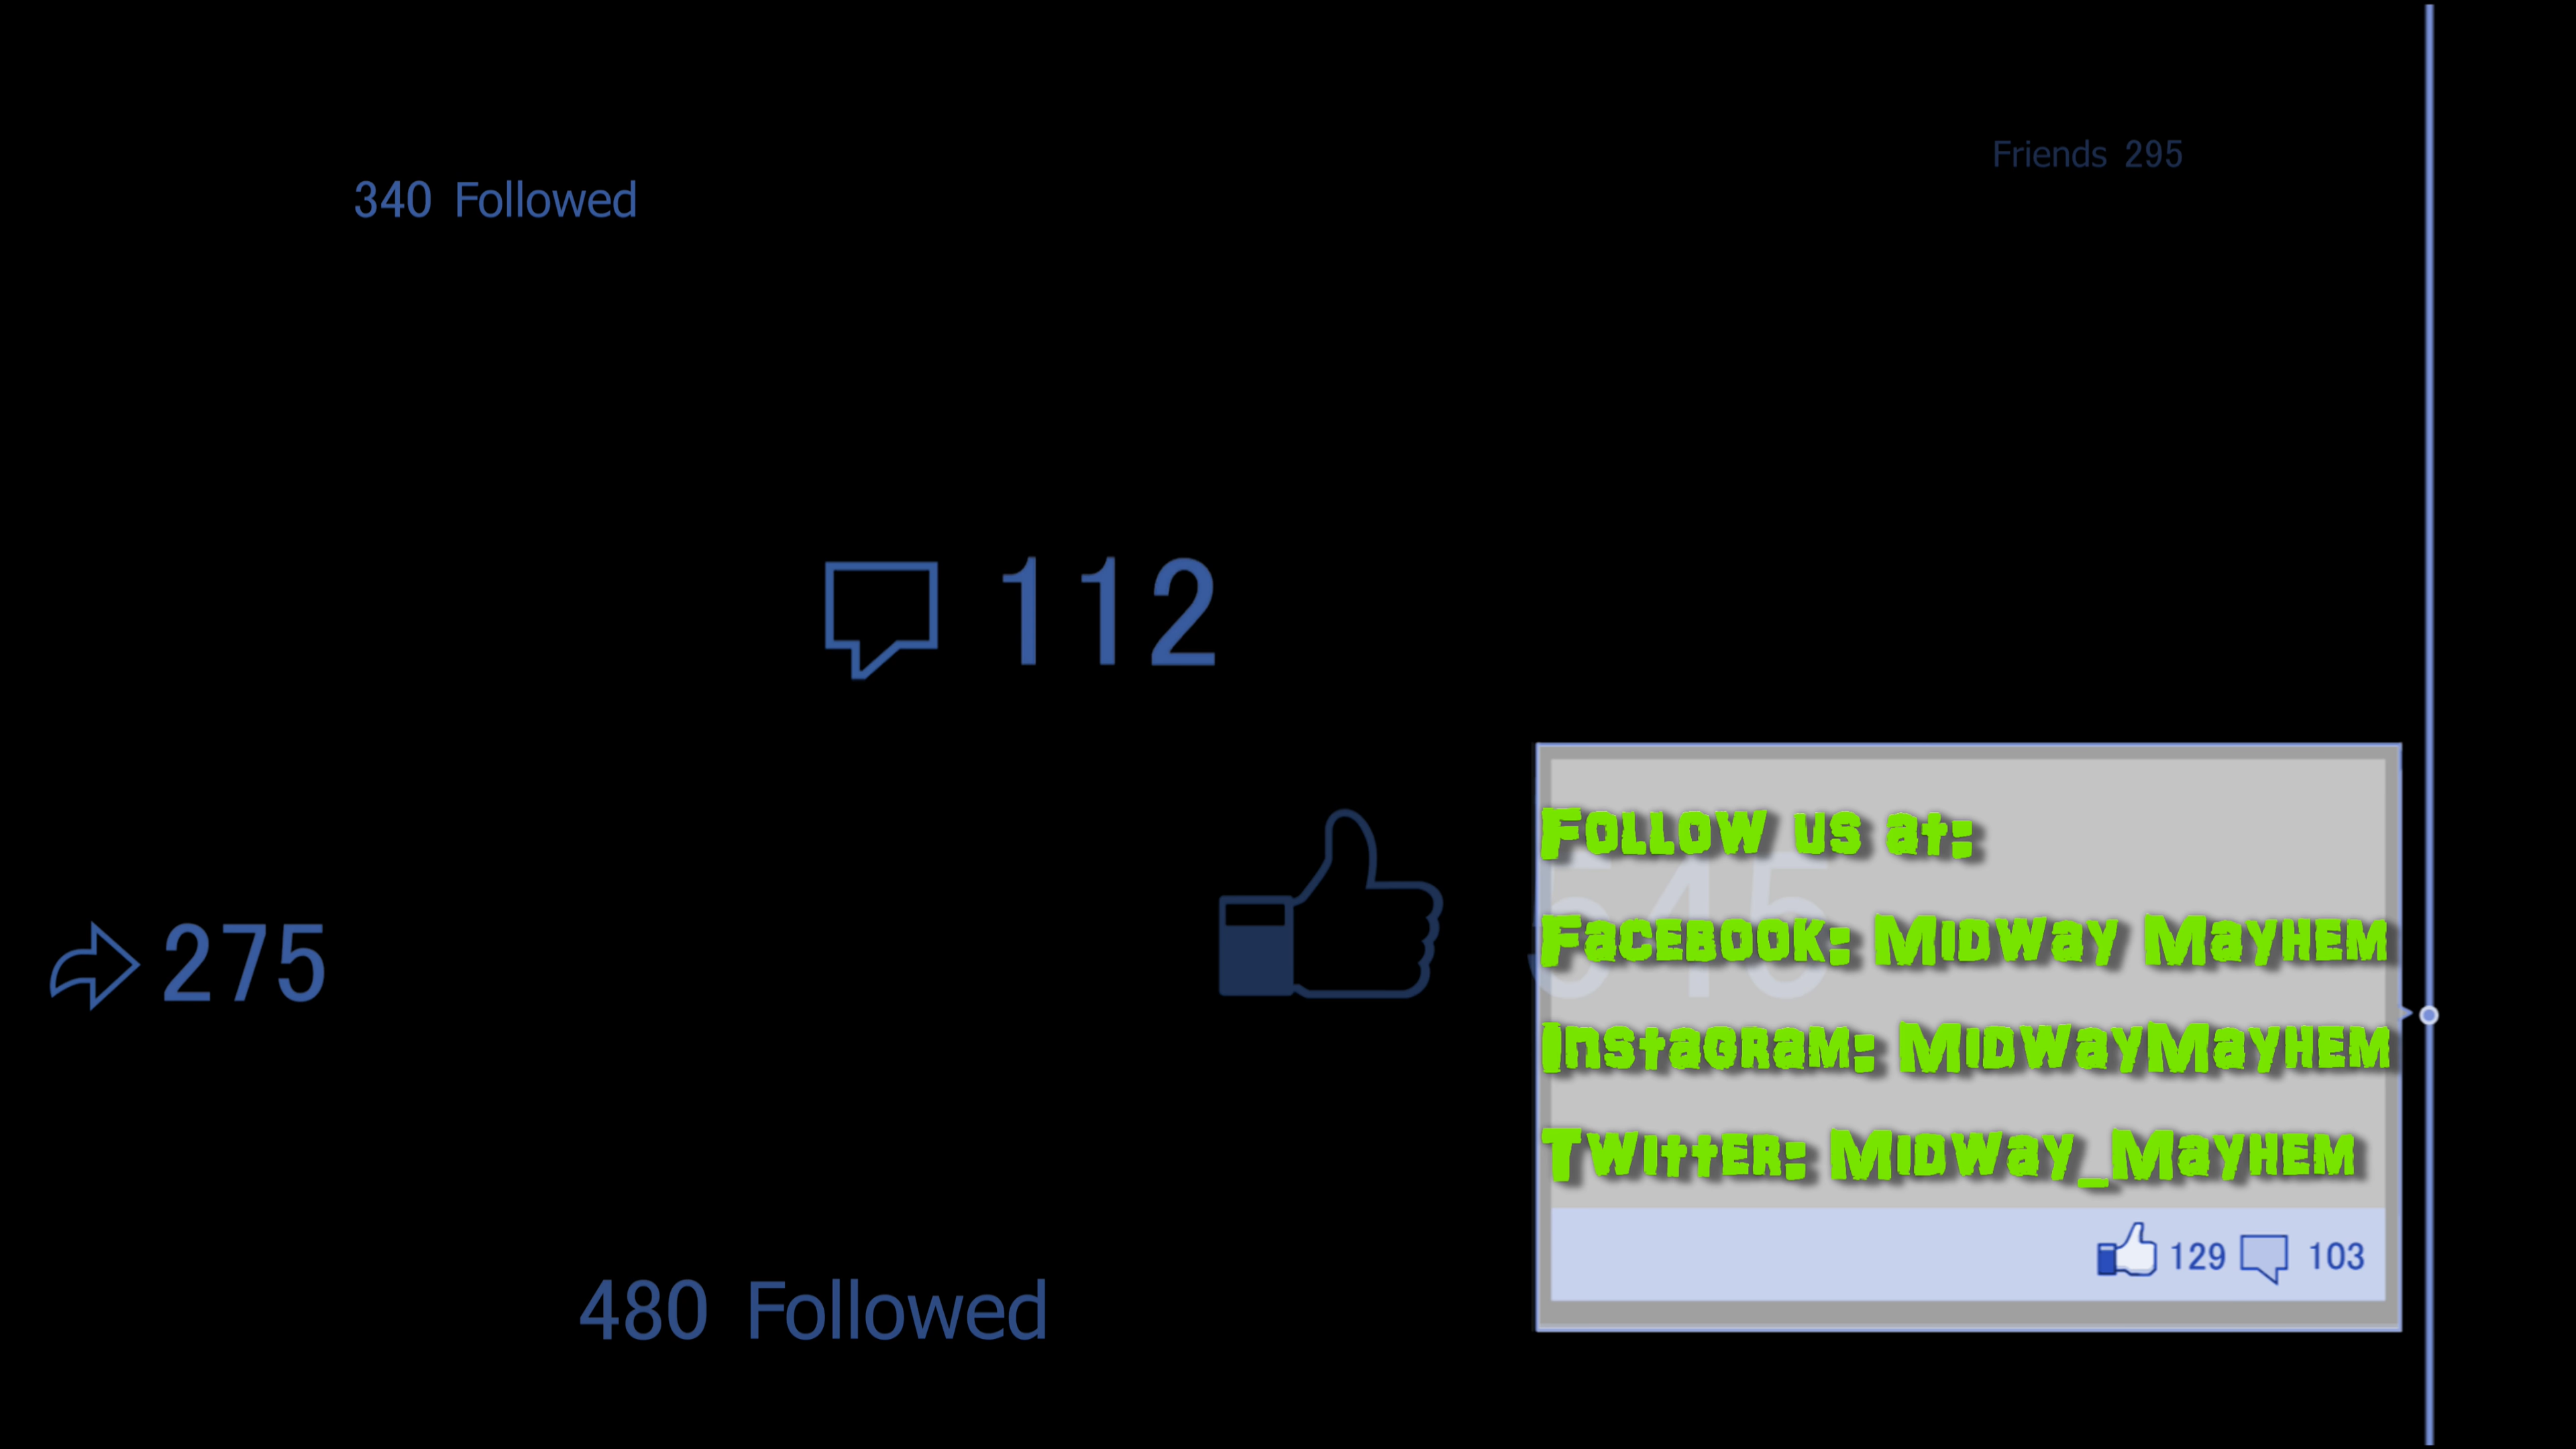 Friends 295
340 Followed
112
Follow us at:
545
Facebook: Midway Mayhem
275
Instagram: MidwayMayhem
Twitter: Midway_Mayhem
129 103
480 Followed